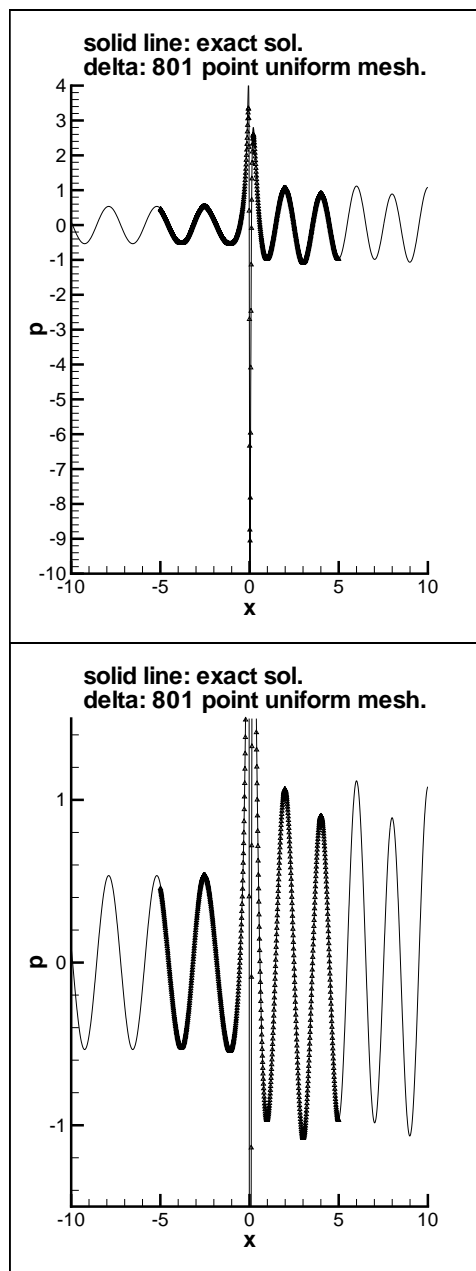 solid line: exact sol.
delta: 801 point uniform mesh.
4
3
2
1
0
-1
-2
-3
-4
-5
-6
-7
-8
-9
-10
p
-10 -5 0 5 10
x
solid line: exact sol.
delta: 801 point uniform mesh.
1
0
-1
p
-10 -5 0 5 10
x